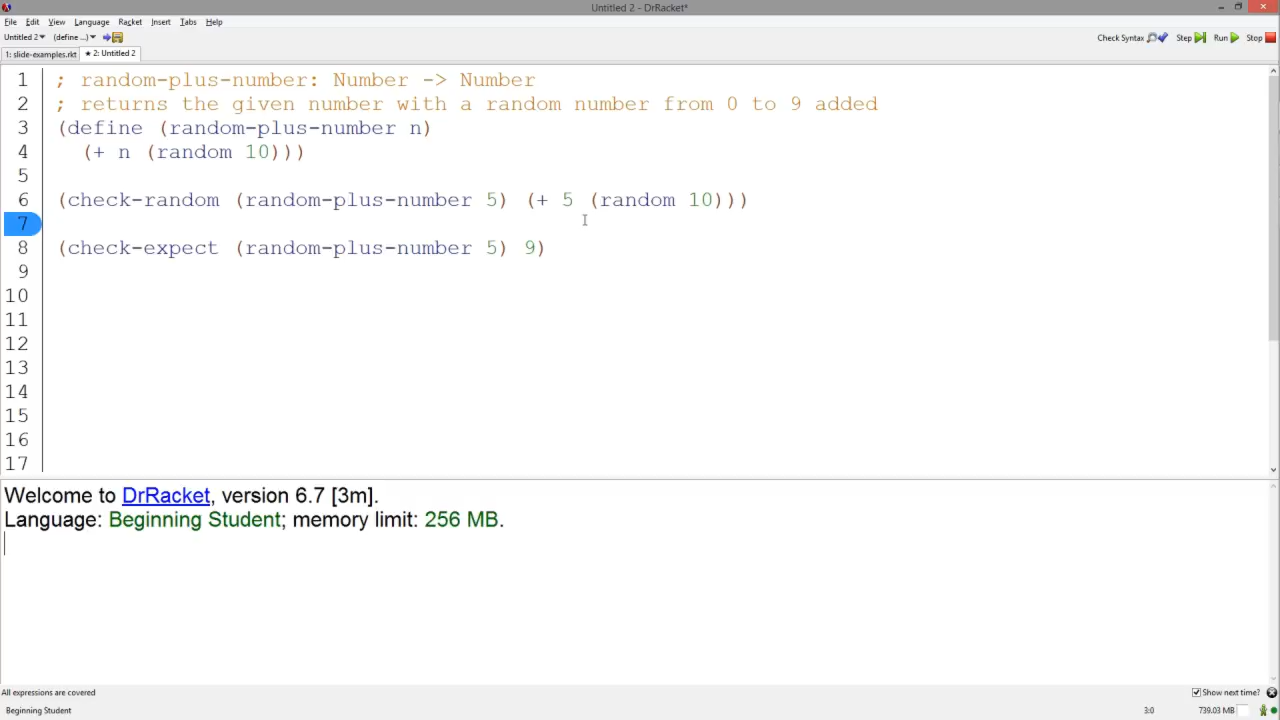 Untitled 2 - DrRacket*
File Edit View Language Racket Insert Tabs Help
Untitled 2 (define ...) Check Syntax Step Run Stop
1: slide-examples.rkt ★ 2: Untitled 2
1 ; random-plus-number: Number -> Number
2 ; returns the given number with a random number from 0 to 9 added
3 (define (random-plus-number n)
4 (+ n (random 10)))
5
6 (check-random (random-plus-number 5) (+ 5 (random 10)))
7
8 (check-expect (random-plus-number 5) 9)
9
10
11
12
13
14
15
16
17
Welcome to DrRacket, version 6.7 [3m].
Language: Beginning Student; memory limit: 256 MB.
All expressions are covered Show next time?
Beginning Student 3:0 739.03 MB